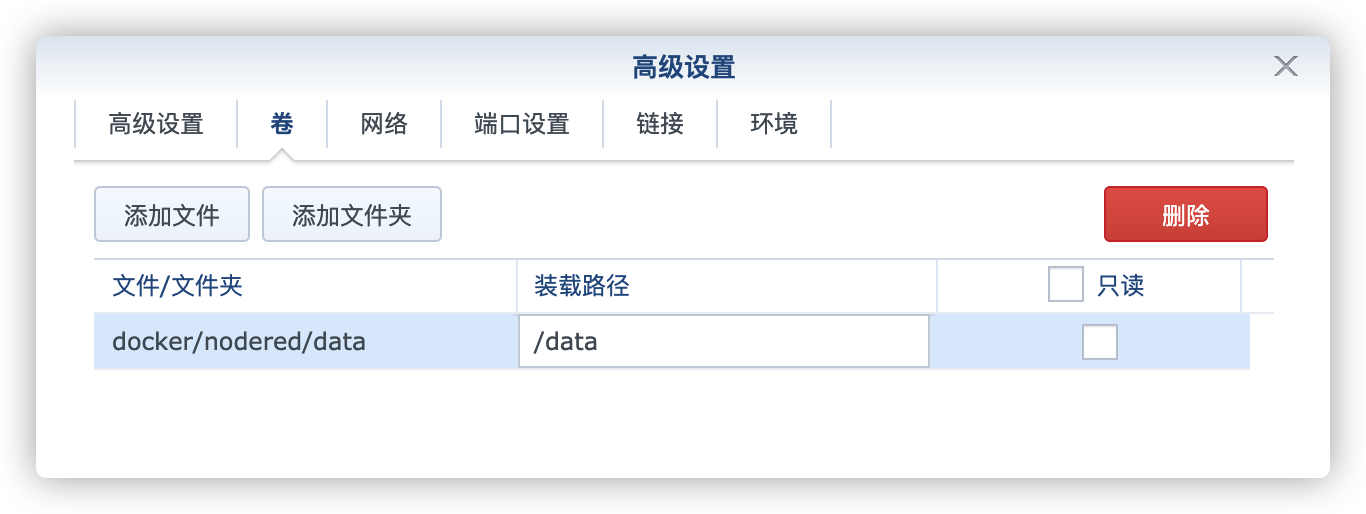 高级设置
高级设置 卷 网络 端口设置 链接 环境
添加文件 添加文件夹 删除
文件/文件夹 装载路径 只读
docker/nodered/data /data